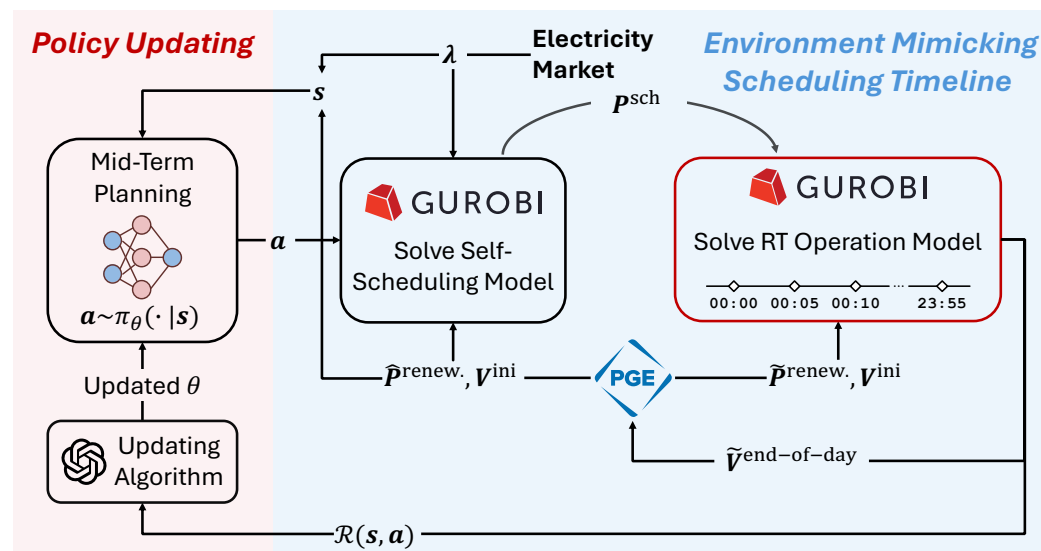 Policy Updating
Electricity
Market
Environment Mimicking
Scheduling Timeline
λ
s
P^sch
Mid-Term
Planning
a~π_θ(· |s)
a
GUROBI
Solve Self-
Scheduling Model
GUROBI
Solve RT Operation Model
00:00 00:05 00:10 ... 23:55
Updated θ
P̂^renew., V^ini
PGE
P̃^renew., V^ini
Updating
Algorithm
Ṽ^end−of−day
ℛ(s, a)